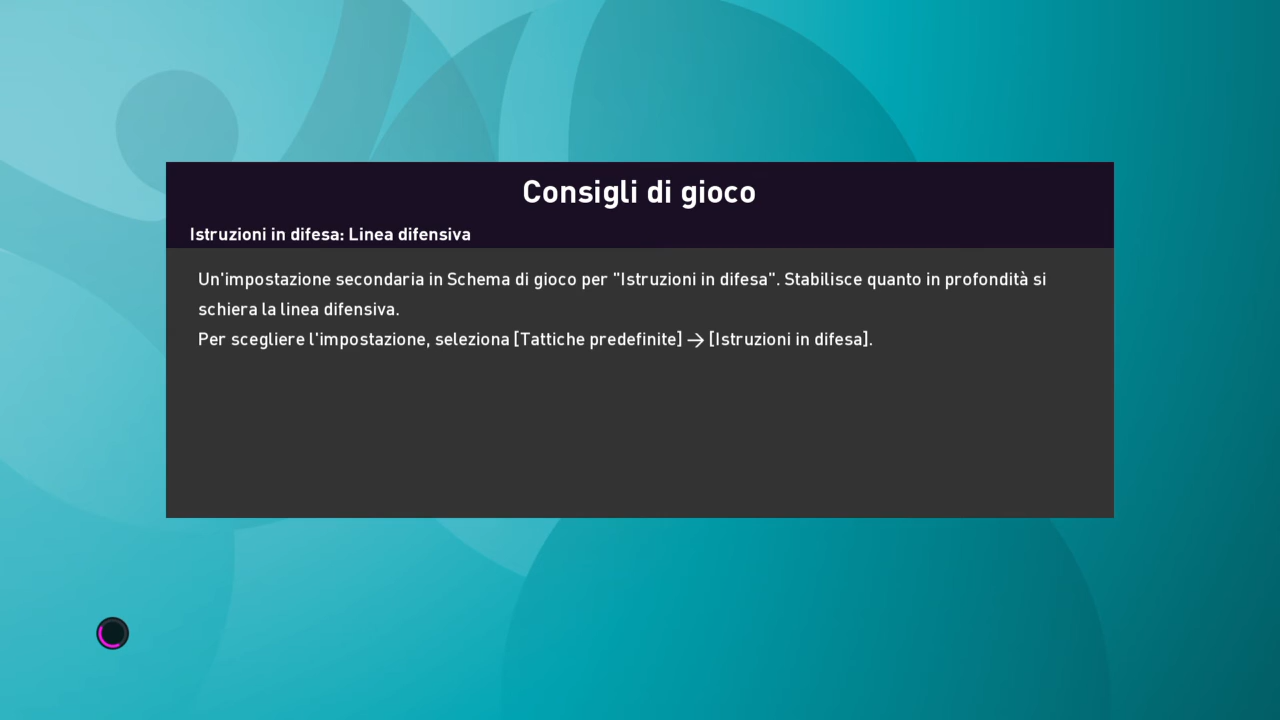 Consigli di gioco
Istruzioni in difesa: Linea difensiva
Un'impostazione secondaria in Schema di gioco per "Istruzioni in difesa". Stabilisce quanto in profondità si
schiera la linea difensiva.
Per scegliere l'impostazione, seleziona [Tattiche predefinite] → [Istruzioni in difesa].